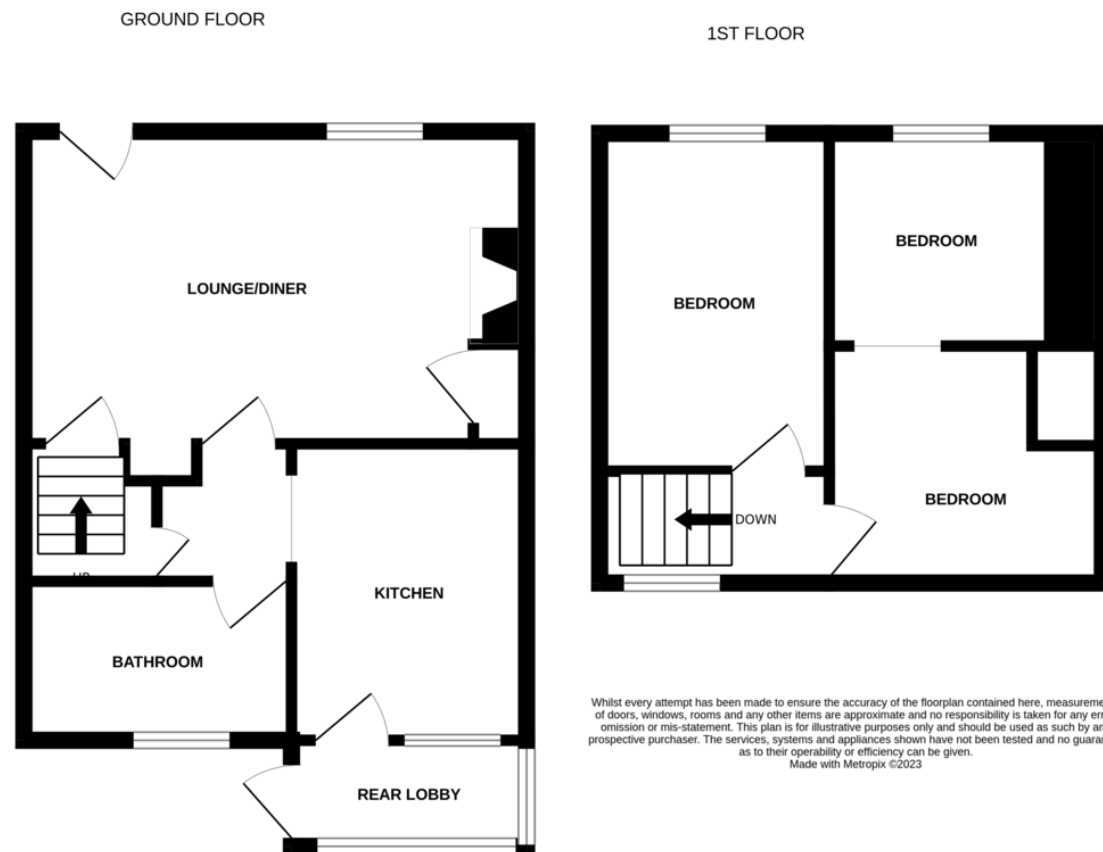 GROUND FLOOR
1ST FLOOR
LOUNGE/DINER
BEDROOM
BEDROOM
BEDROOM
DOWN
UP
KITCHEN
BATHROOM
REAR LOBBY
Whilst every attempt has been made to ensure the accuracy of the floorplan contained here, measureme
of doors, windows, rooms and any other items are approximate and no responsibility is taken for any err
omission or mis-statement. This plan is for illustrative purposes only and should be used as such by an
prospective purchaser. The services, systems and appliances shown have not been tested and no guaran
as to their operability or efficiency can be given.
Made with Metropix ©2023